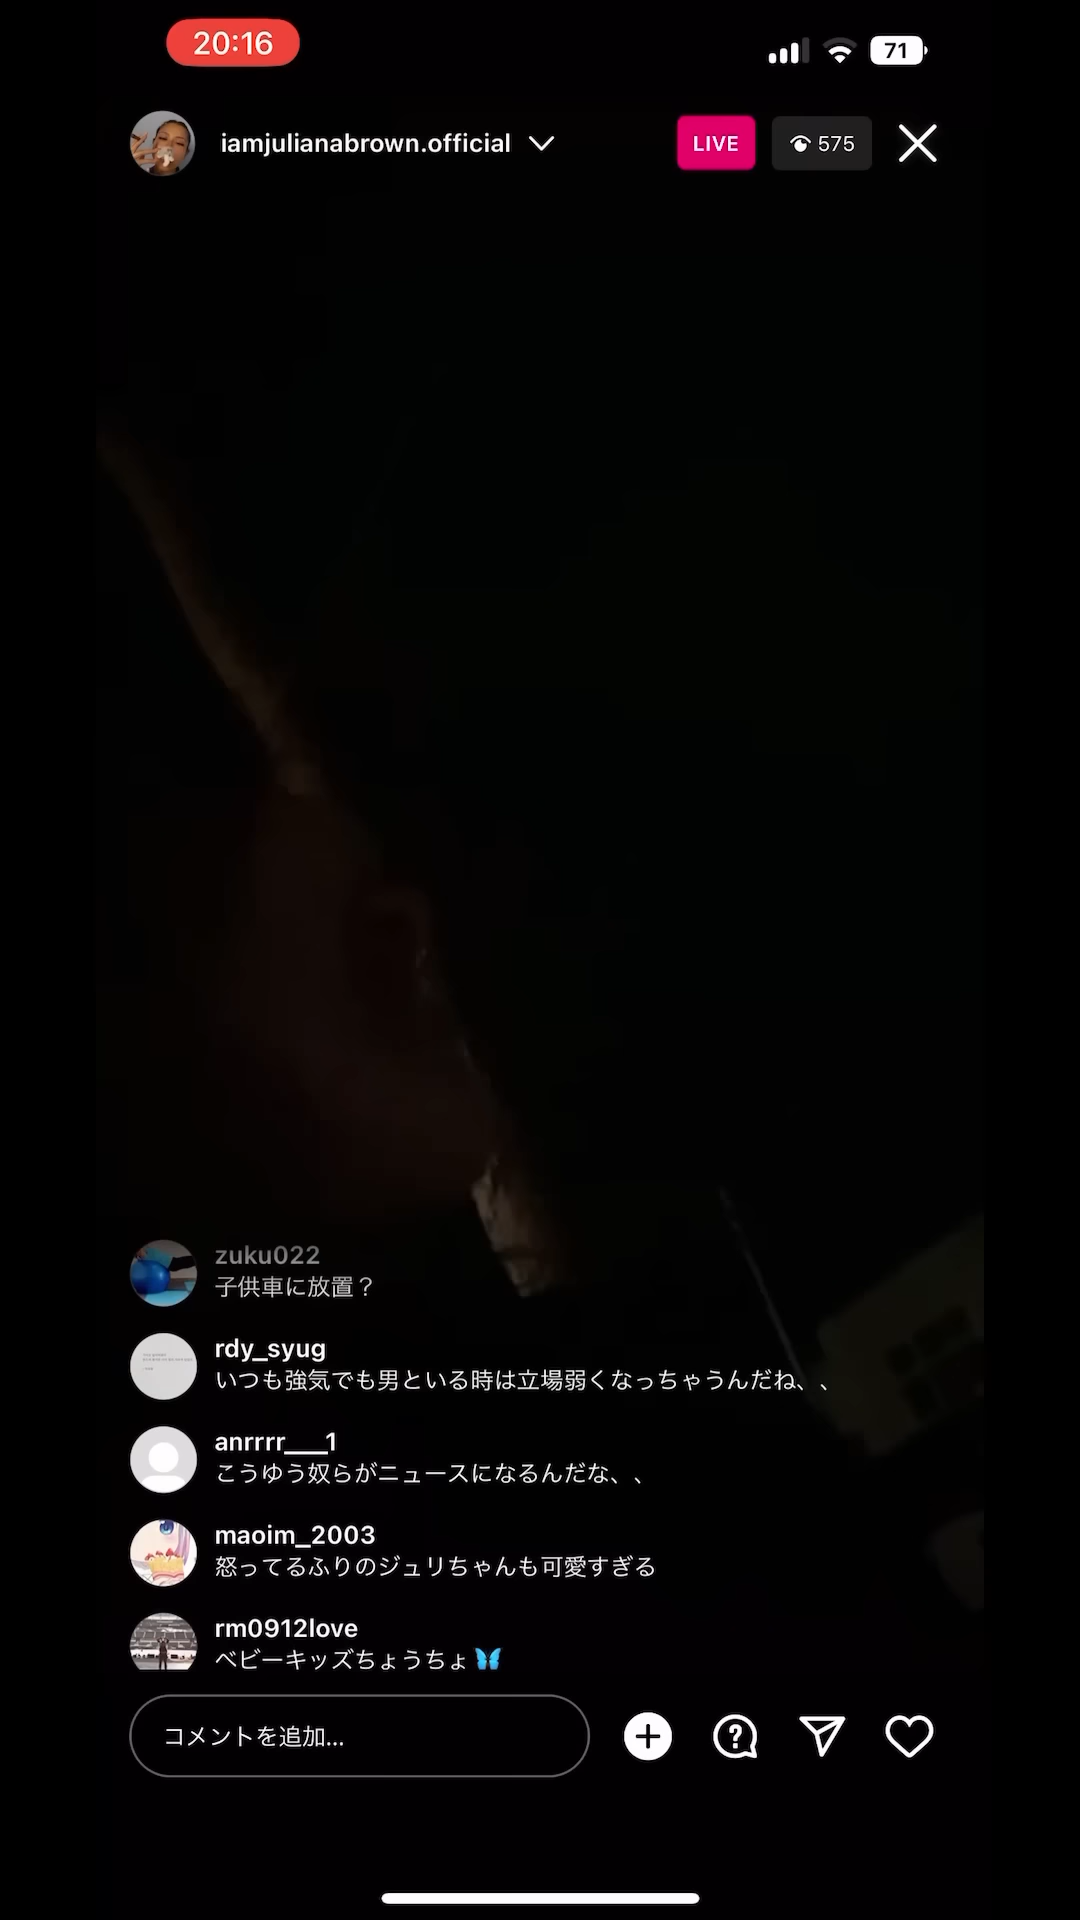 20:16
71
iamjulianabrown.official
LIVE
575
zuku022
子供車に放置？
rdy_syug
いつも強気でも男といる時は立場弱くなっちゃうんだね、、
anrrrr___1
こうゆう奴らがニュースになるんだな、、
maoim_2003
怒ってるふりのジュリちゃんも可愛すぎる
rm0912love
ベビーキッズちょうちょ🦋
コメントを追加...